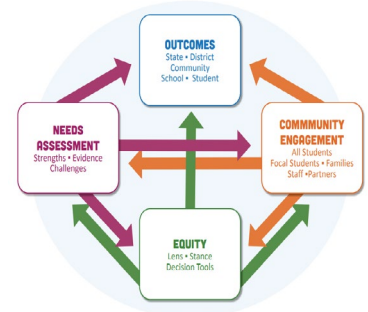 OUTCOMES
State • District
Community
School • Student
NEEDS
ASSESSMENT
Strengths • Evidence
Challenges
COMMMUNITY
ENGAGEMENT
All Students
Focal Students • Families
Staff •Partners
EQUITY
Lens • Stance
Decision Tools